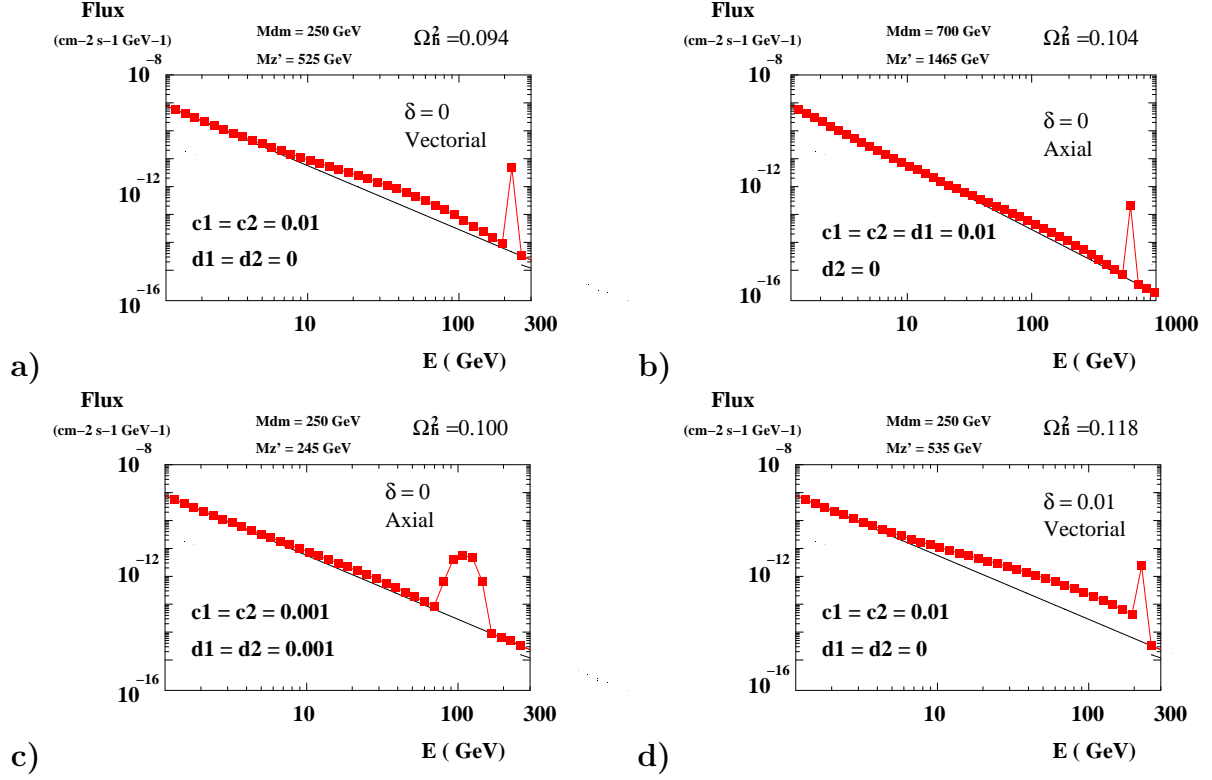 Flux
(cm−2 s−1 GeV−1)
Mdm = 250 GeV
Mz' = 525 GeV
Ωh²=0.094
10−8
10−12
10−16
δ = 0
Vectorial
c1 = c2 = 0.01
d1 = d2 = 0
10 100 300
E ( GeV)
a)
Flux
(cm−2 s−1 GeV−1)
Mdm = 700 GeV
Mz' = 1465 GeV
Ωh²=0.104
10−8
10−12
10−16
δ = 0
Axial
c1 = c2 = d1 = 0.01
d2 = 0
10 100 1000
E ( GeV)
b)
Flux
(cm−2 s−1 GeV−1)
Mdm = 250 GeV
Mz' = 245 GeV
Ωh²=0.100
10−8
10−12
10−16
δ = 0
Axial
c1 = c2 = 0.001
d1 = d2 = 0.001
10 100 300
E ( GeV)
c)
Flux
(cm−2 s−1 GeV−1)
Mdm = 250 GeV
Mz' = 535 GeV
Ωh²=0.118
10−8
10−12
10−16
δ = 0.01
Vectorial
c1 = c2 = 0.01
d1 = d2 = 0
10 100 300
E ( GeV)
d)